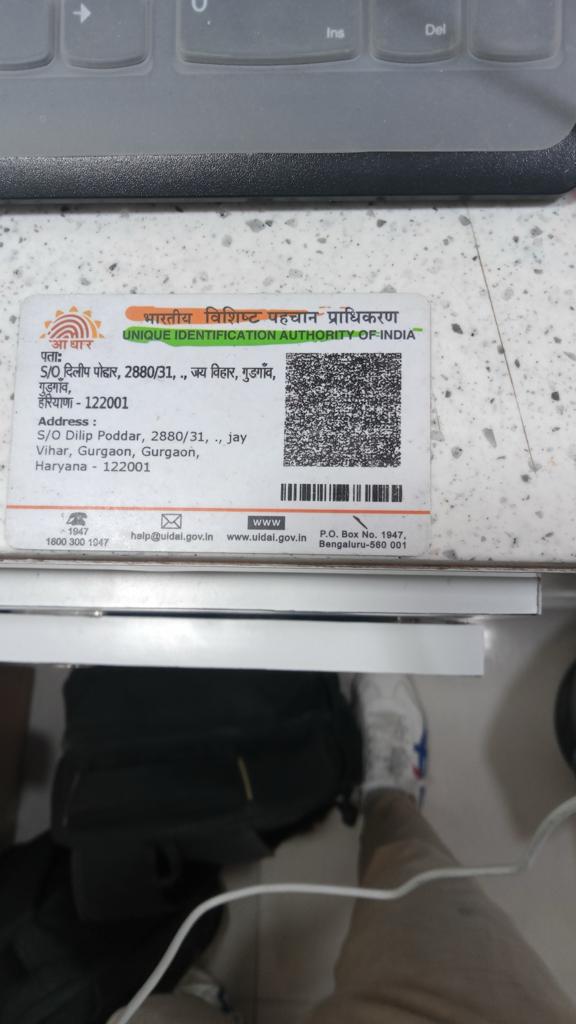 Ins
Del
भारतीय विशिष्ट पहचान प्राधिकरण
UNIQUE IDENTIFICATION AUTHORITY OF INDIA
आधार
पता:
S/O दिलीप पोद्दार, 2880/31, ., जय विहार, गुडगाँव,
गुड़गाँव,
हरियाणा - 122001
Address :
S/O Dilip Poddar, 2880/31, ., jay
Vihar, Gurgaon, Gurgaon,
Haryana - 122001
1947
1800 300 1947
help@uidai.gov.in
WWW
www.uidai.gov.in
P.O. Box No. 1947,
Bengaluru-560 001